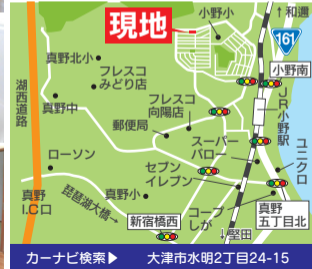 ↑和邇
小野小
現地
161
小野南
真野北小
フレスコ
みどり店
JR小野駅
湖西道路
真野中
フレスコ
向陽店
郵便局
スーパー
バロー
ユニクロ
ローソン
セブン
イレブン
真野
I.C口
琵琶湖大橋→
真野小
コープ
しが
真野
五丁目北
新宿橋西
↓堅田
カーナビ検索▶ 大津市水明2丁目24-15